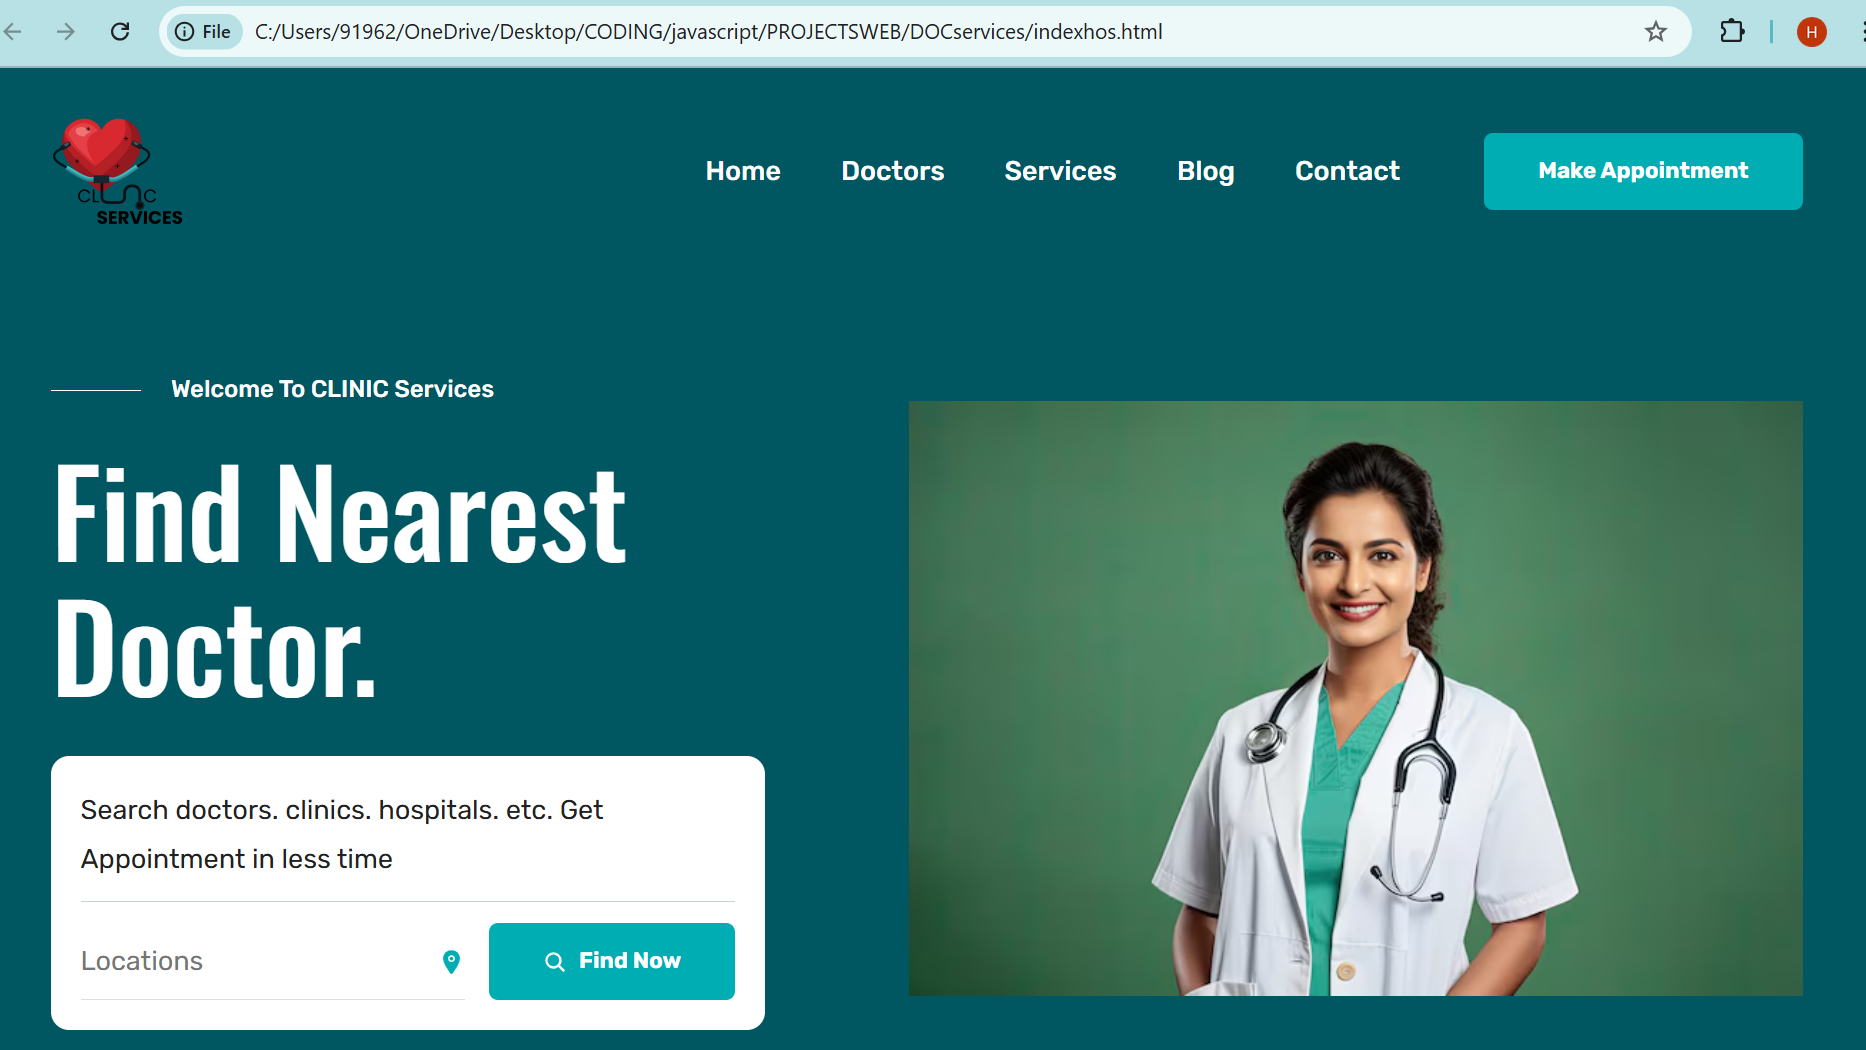 File C:/Users/91962/OneDrive/Desktop/CODING/javascript/PROJECTSWEB/DOCservices/indexhos.html
H
CLINIC
SERVICES
Home Doctors Services Blog Contact Make Appointment
Welcome To CLINIC Services
Find Nearest
Doctor.
Search doctors. clinics. hospitals. etc. Get
Appointment in less time
Locations
Find Now